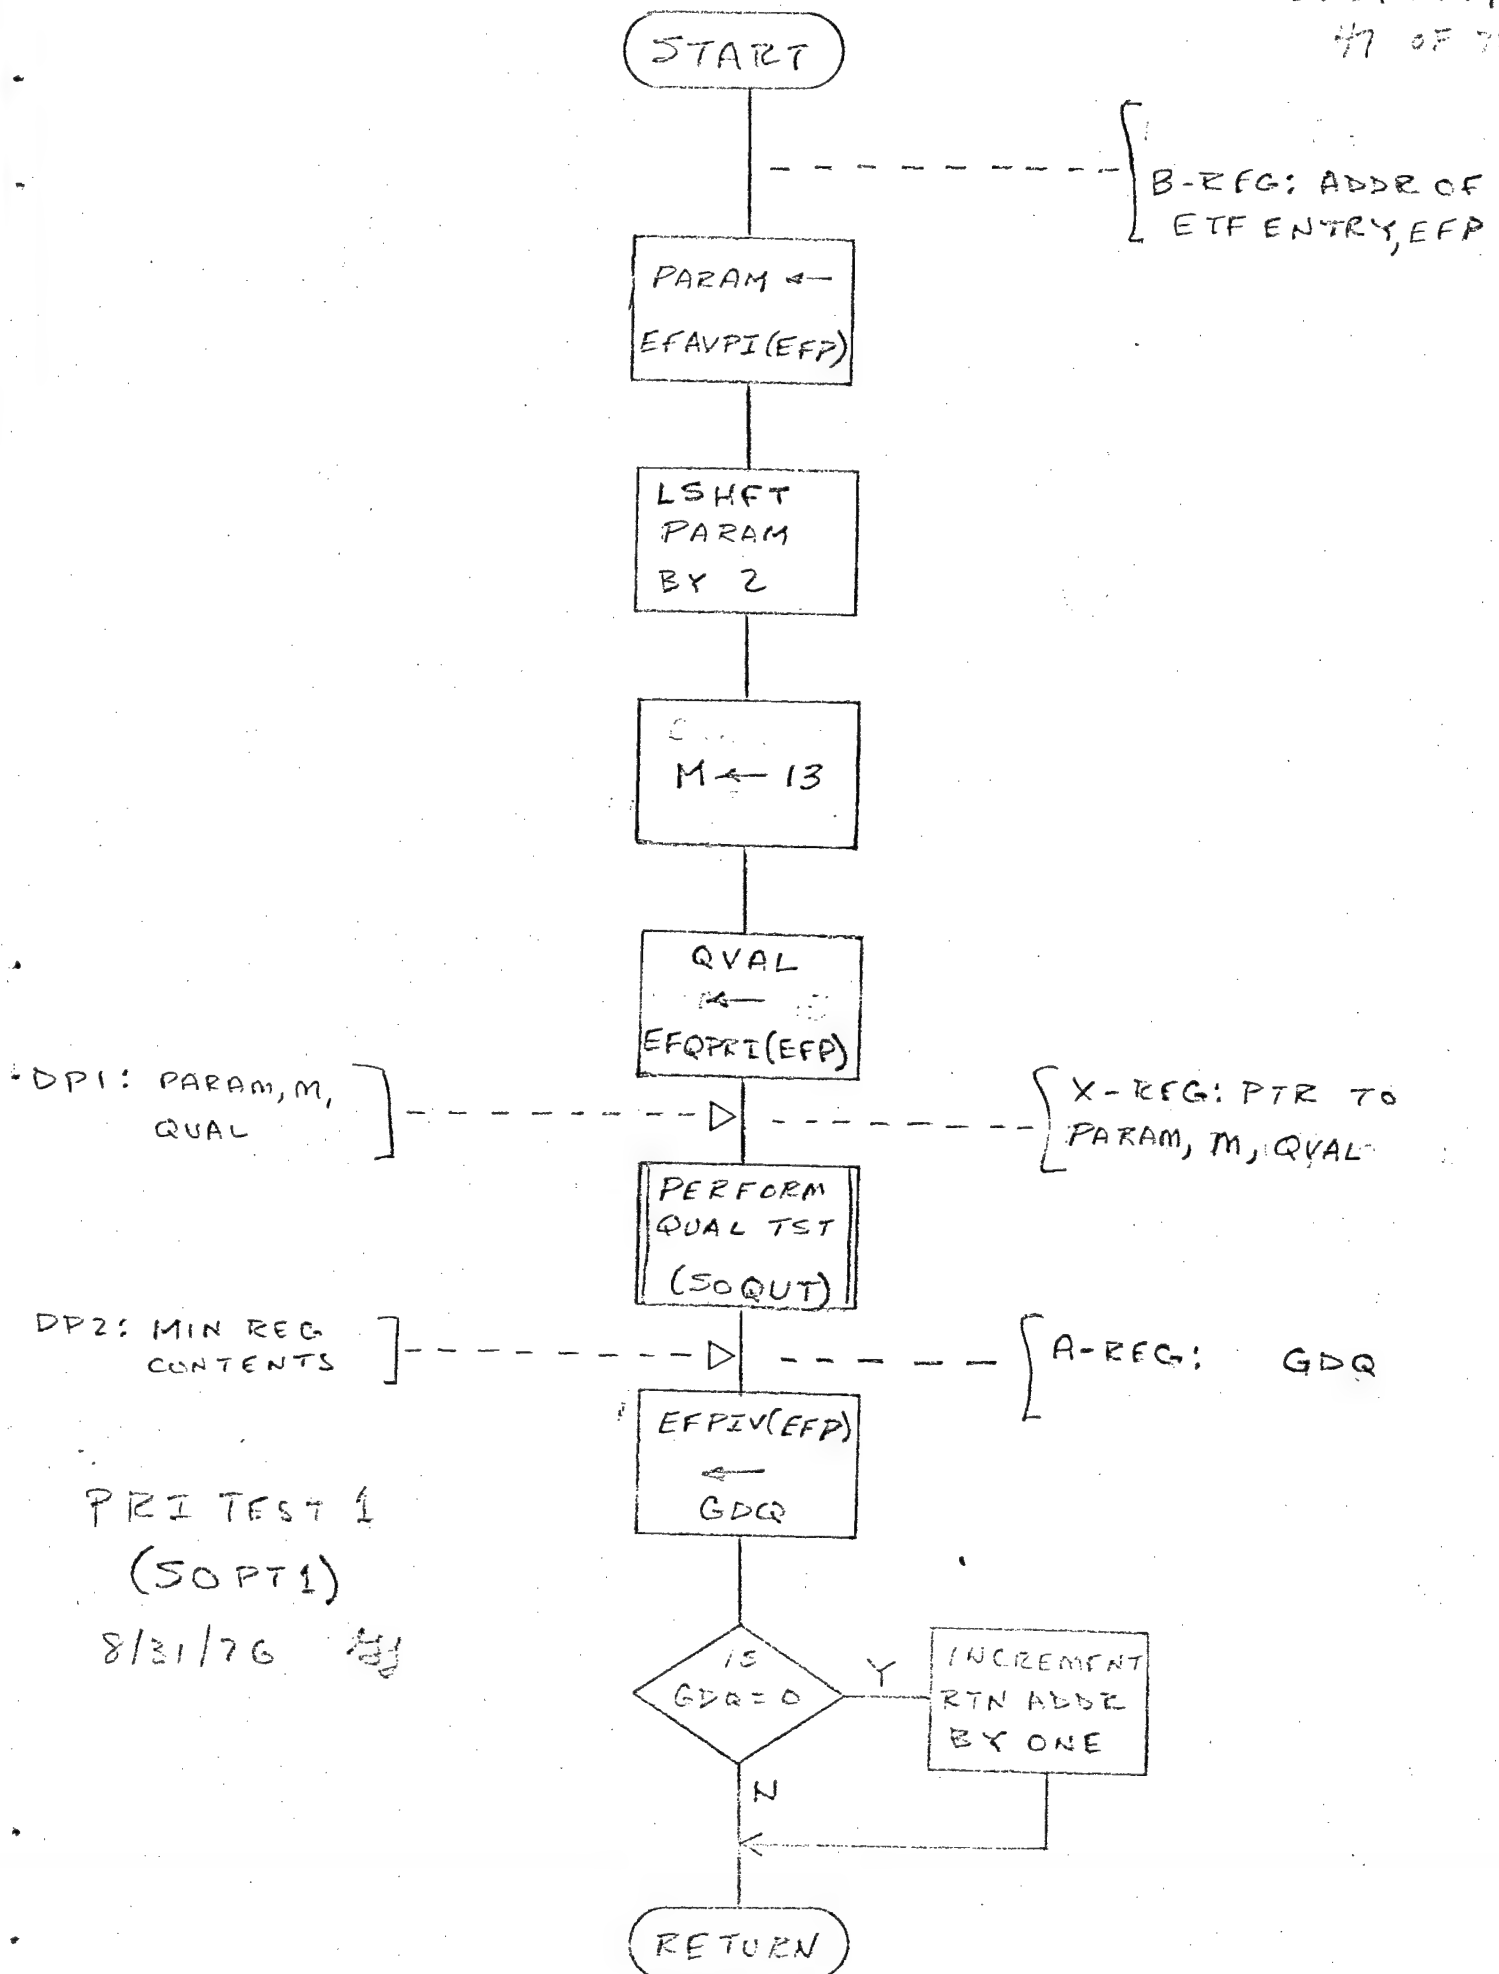 47 OF
START
B-REG: ADDR OF
ETF ENTRY, EFP
PARAM ←
EFAVPI(EFP)
LSHFT
PARAM
BY 2
M ← 13
QVAL
←
EFQPRI(EFP)
DP1: PARAM, M,
QUAL
X-REG: PTR TO
PARAM, M, QVAL
PERFORM
QUAL TST
(SOQUT)
DP2: MIN REG
CONTENTS
A-REG: GDQ
EFPIV(EFP)
←
GDQ
PRI TEST 1
(SOPT1)
8/31/76
IS
GDQ = 0
Y
INCREMENT
RTN ADDR
BY ONE
N
RETURN